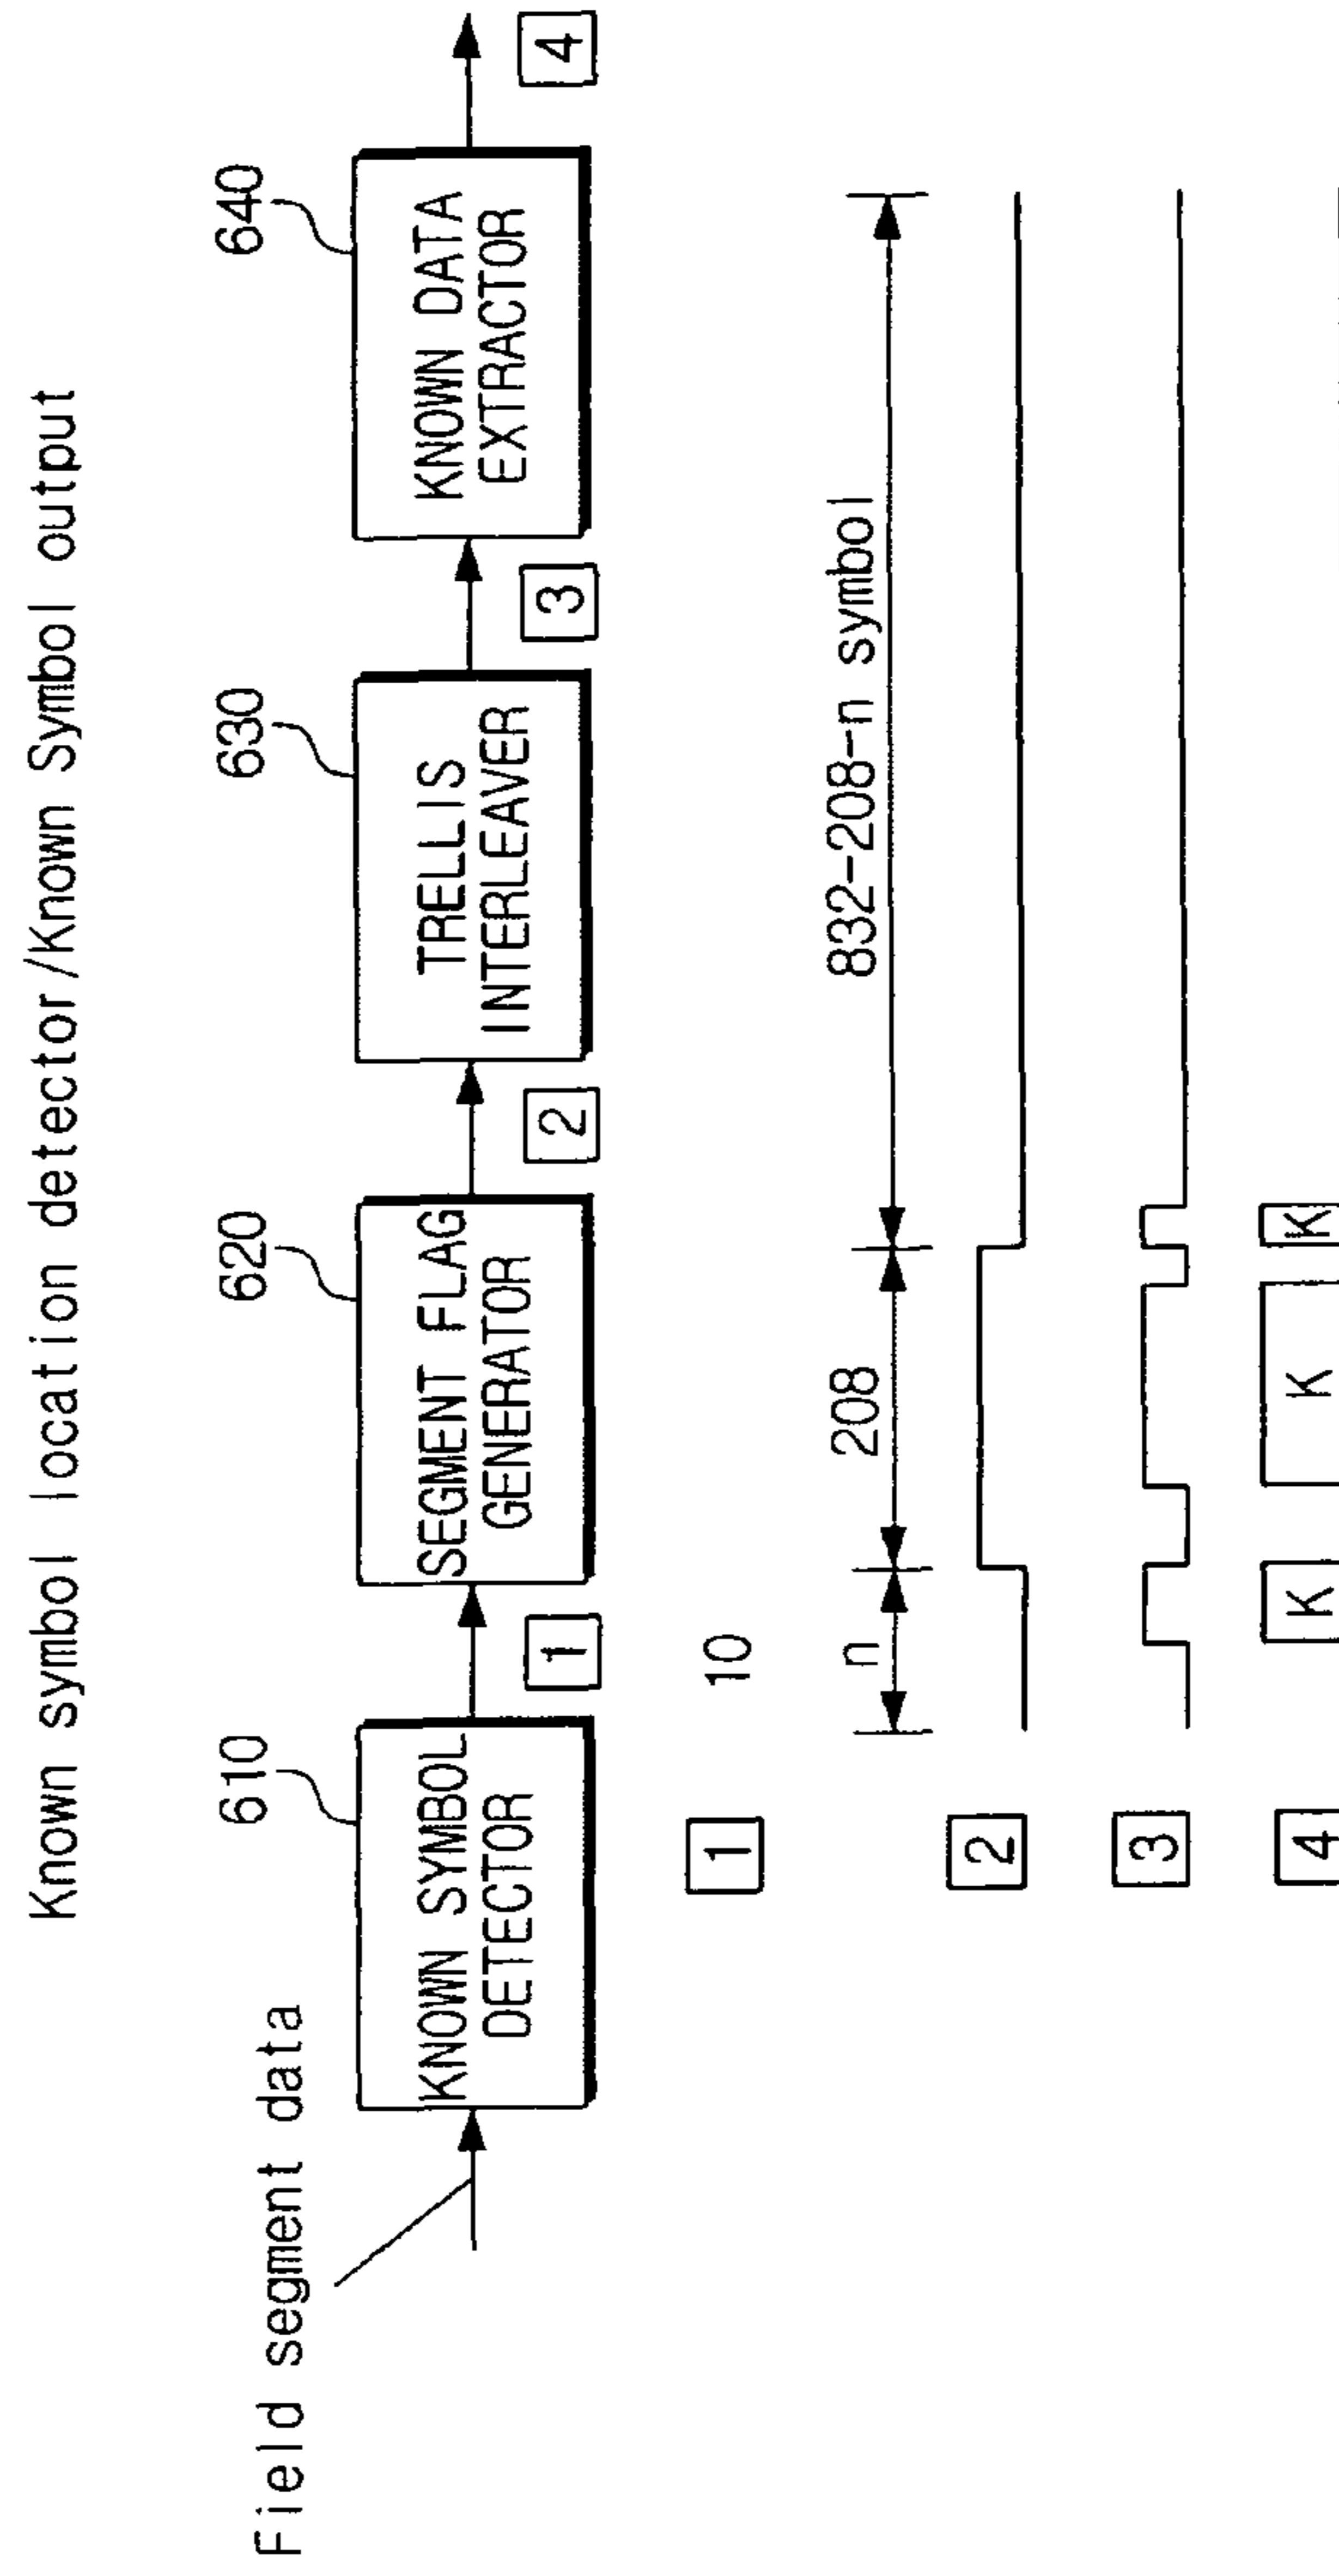 Known symbol location detector/Known Symbol output
Field segment data
610
620
630
640
KNOWN SYMBOL
DETECTOR
SEGMENT FLAG
GENERATOR
TRELLIS
INTERLEAVER
KNOWN DATA
EXTRACTOR
1
2
3
4
1
10
n
208
832-208-n symbol
2
3
4
K
K
K